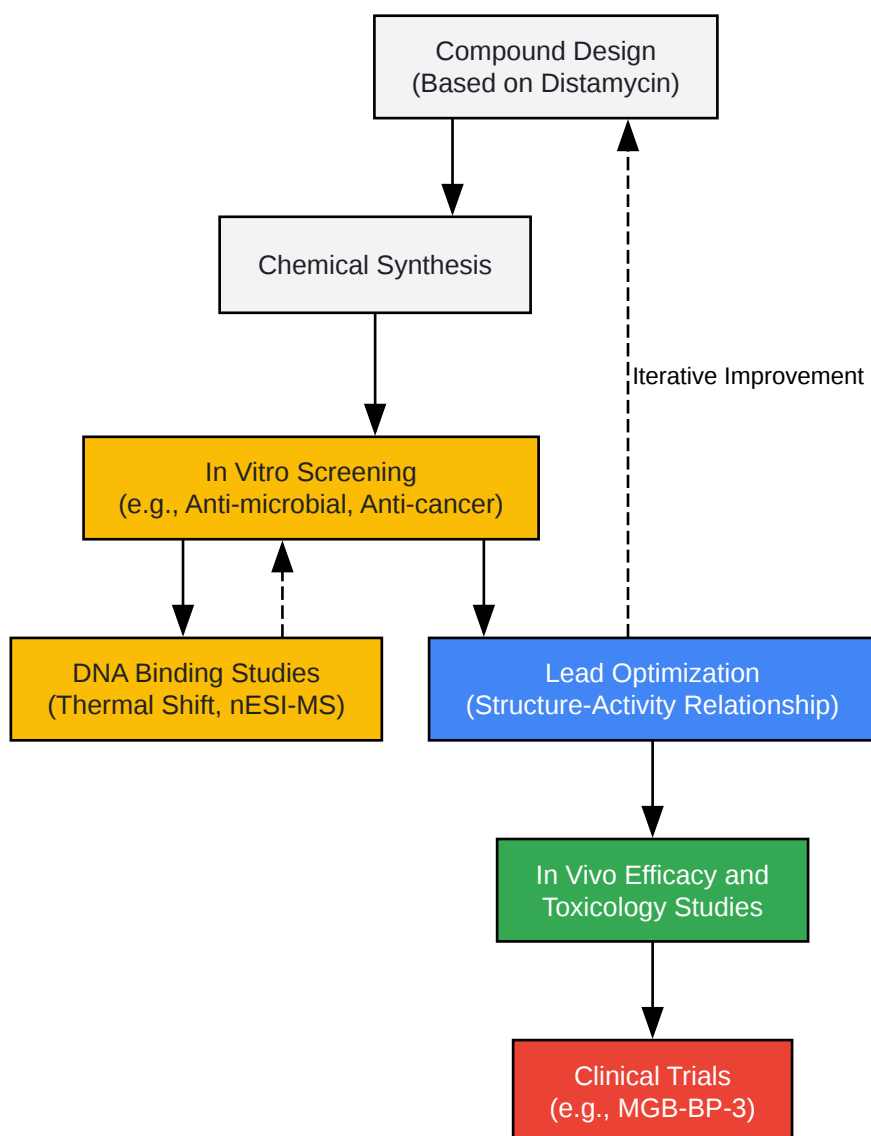 Compound Design
(Based on Distamycin)
Chemical Synthesis
Iterative Improvement
In Vitro Screening
(e.g., Anti-microbial, Anti-cancer)
DNA Binding Studies
(Thermal Shift, nESI-MS)
Lead Optimization
(Structure-Activity Relationship)
In Vivo Efficacy and
Toxicology Studies
Clinical Trials
(e.g., MGB-BP-3)